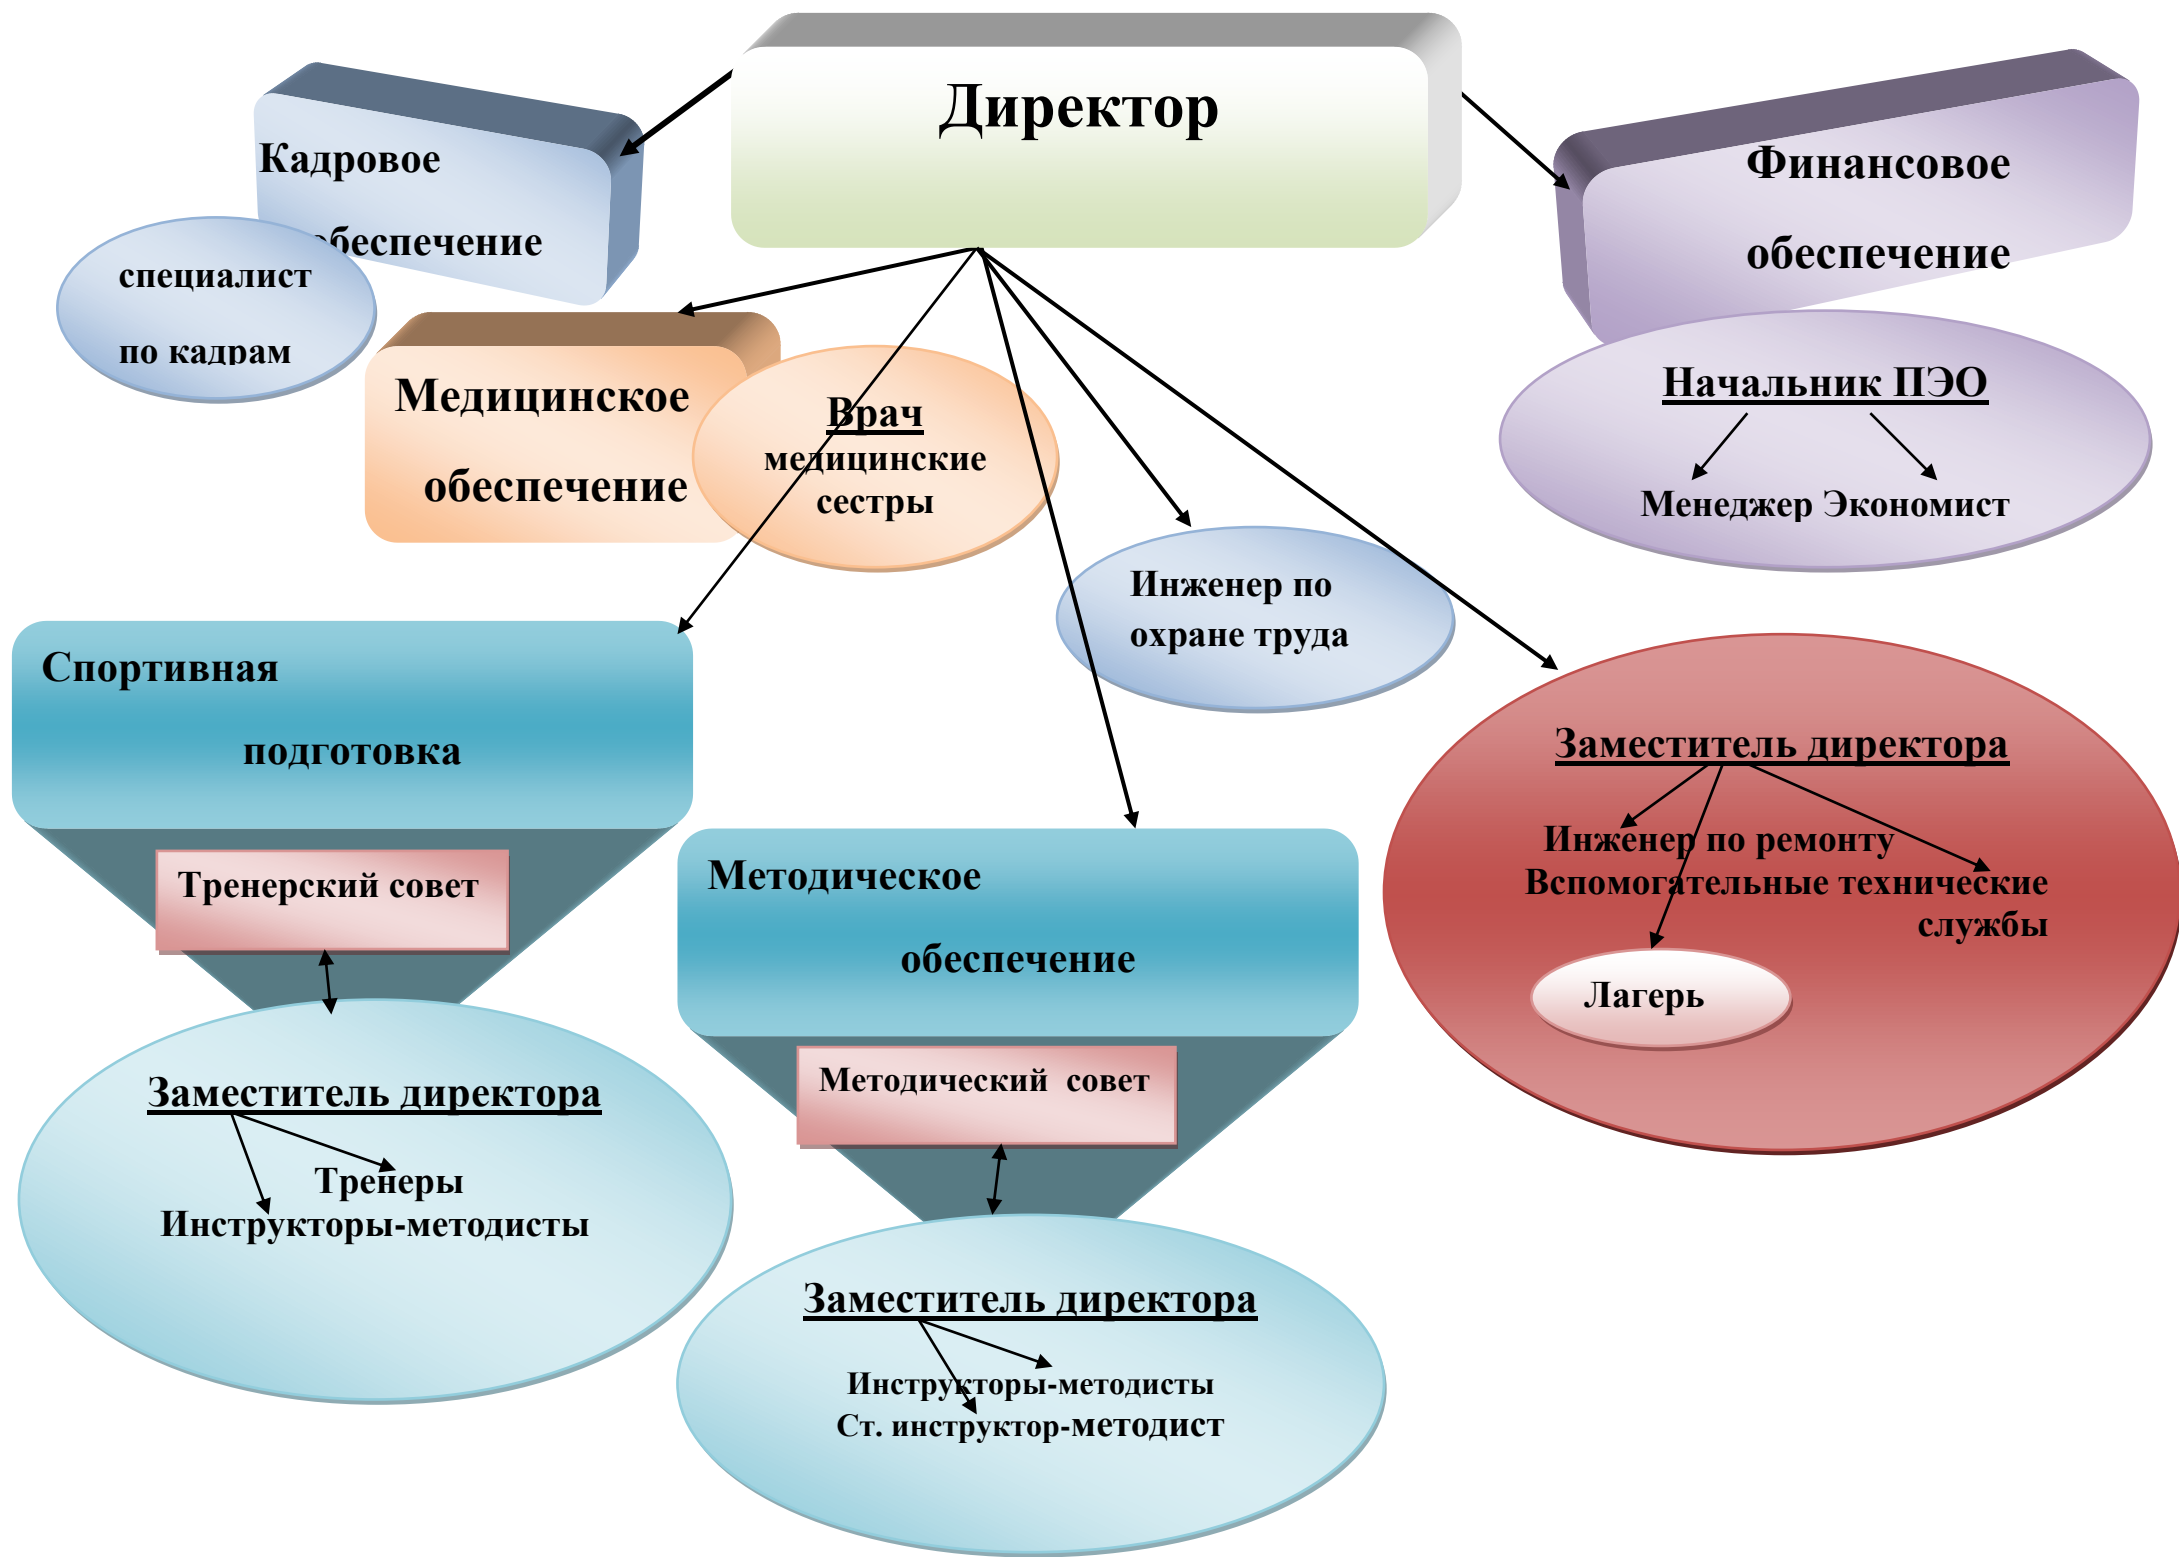 Директор
Кадровое
обеспечение
специалист
по кадрам
Финансовое
обеспечение
Начальник ПЭО
Менеджер Экономист
Медицинское
обеспечение
Врач
медицинские
сестры
Инженер по
охране труда
Спортивная
подготовка
Тренерский совет
Заместитель директора
Тренеры
Инструкторы-методисты
Методическое
обеспечение
Методический совет
Заместитель директора
Инструкторы-методисты
Ст. инструктор-методист
Заместитель директора
Инженер по ремонту
Вспомогательные технические
службы
Лагерь